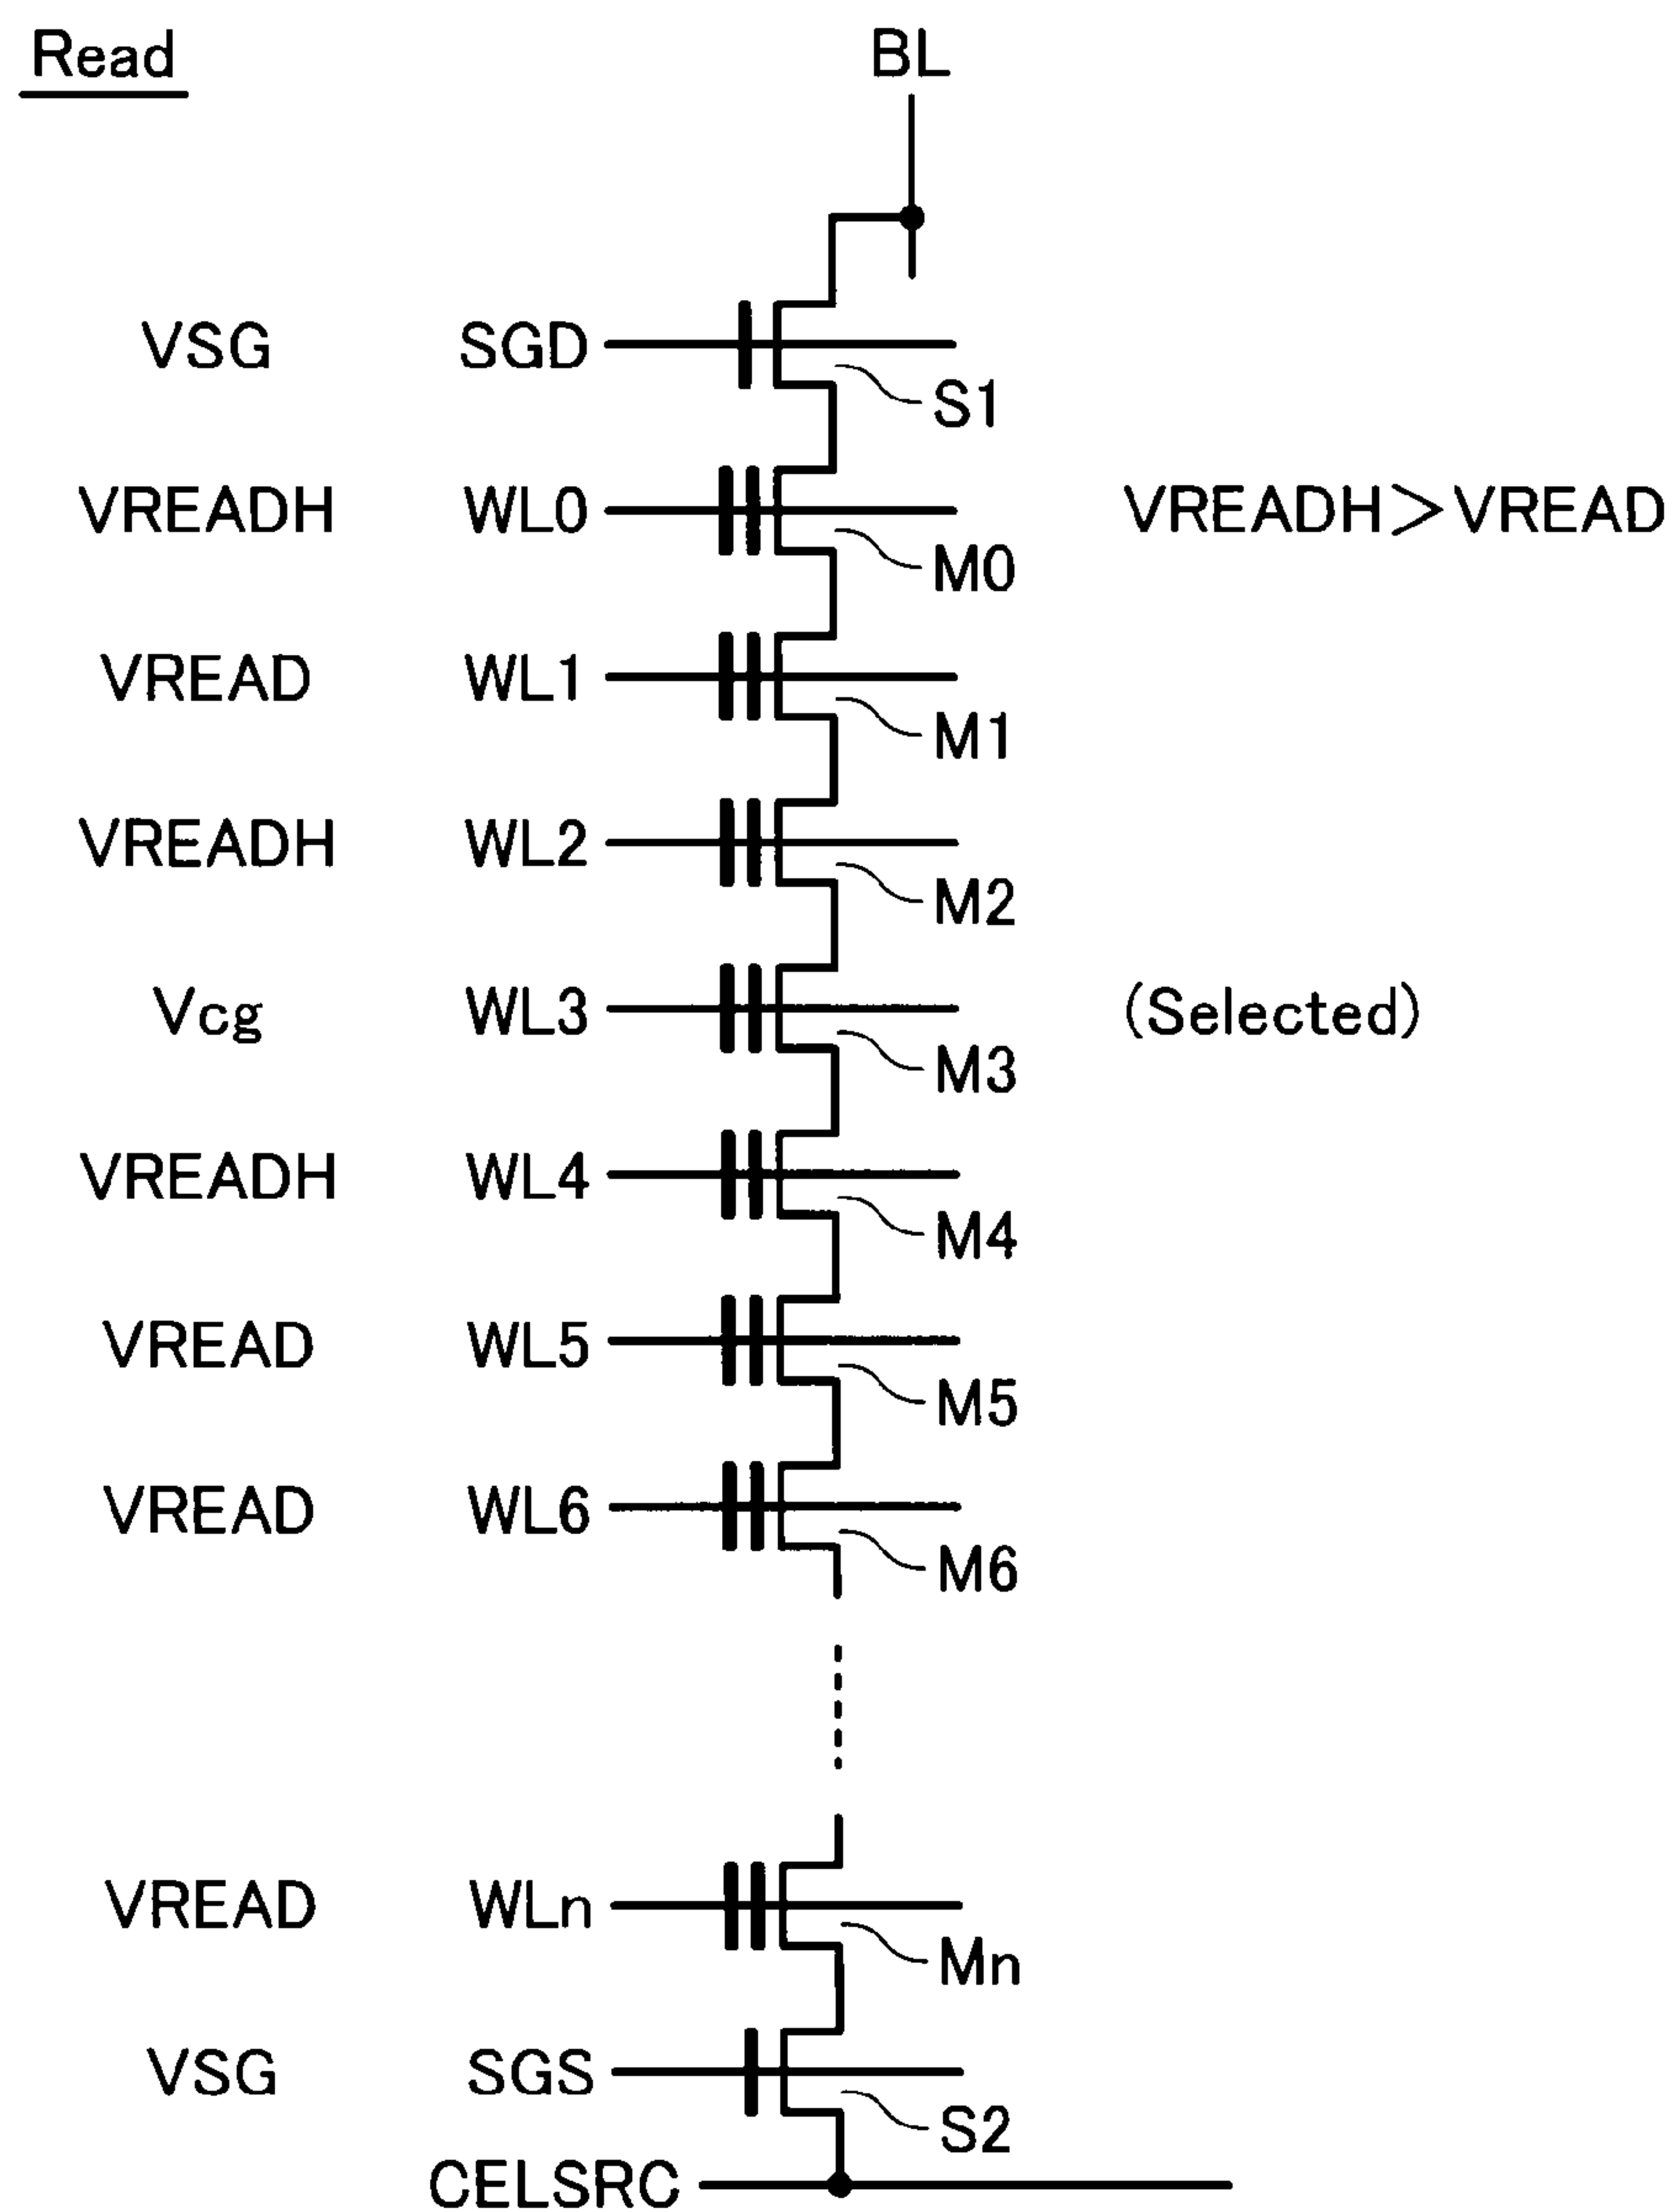 Read
BL
VSG SGD
S1
VREADH WL0 VREADH>VREAD
M0
VREAD WL1
M1
VREADH WL2
M2
Vcg WL3 (Selected)
M3
VREADH WL4
M4
VREAD WL5
M5
VREAD WL6
M6
VREAD WLn
Mn
VSG SGS
S2
CELSRC